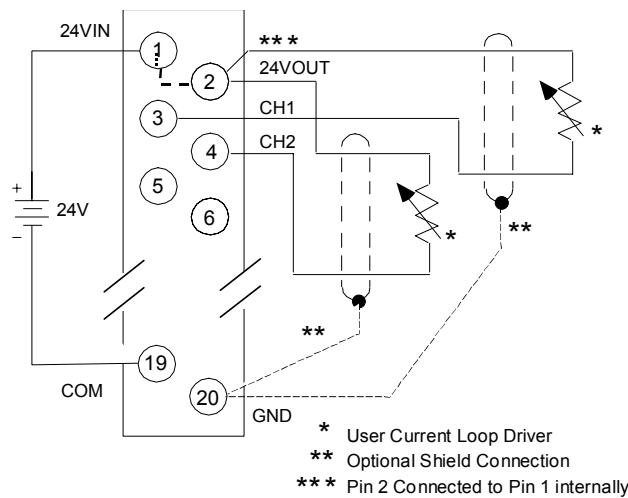 24VIN
1
***
2
24VOUT
3
CH1
4
CH2
*
5
+
24V
–
6
*
**
**
19
COM
20
GND
* User Current Loop Driver
** Optional Shield Connection
*** Pin 2 Connected to Pin 1 internally